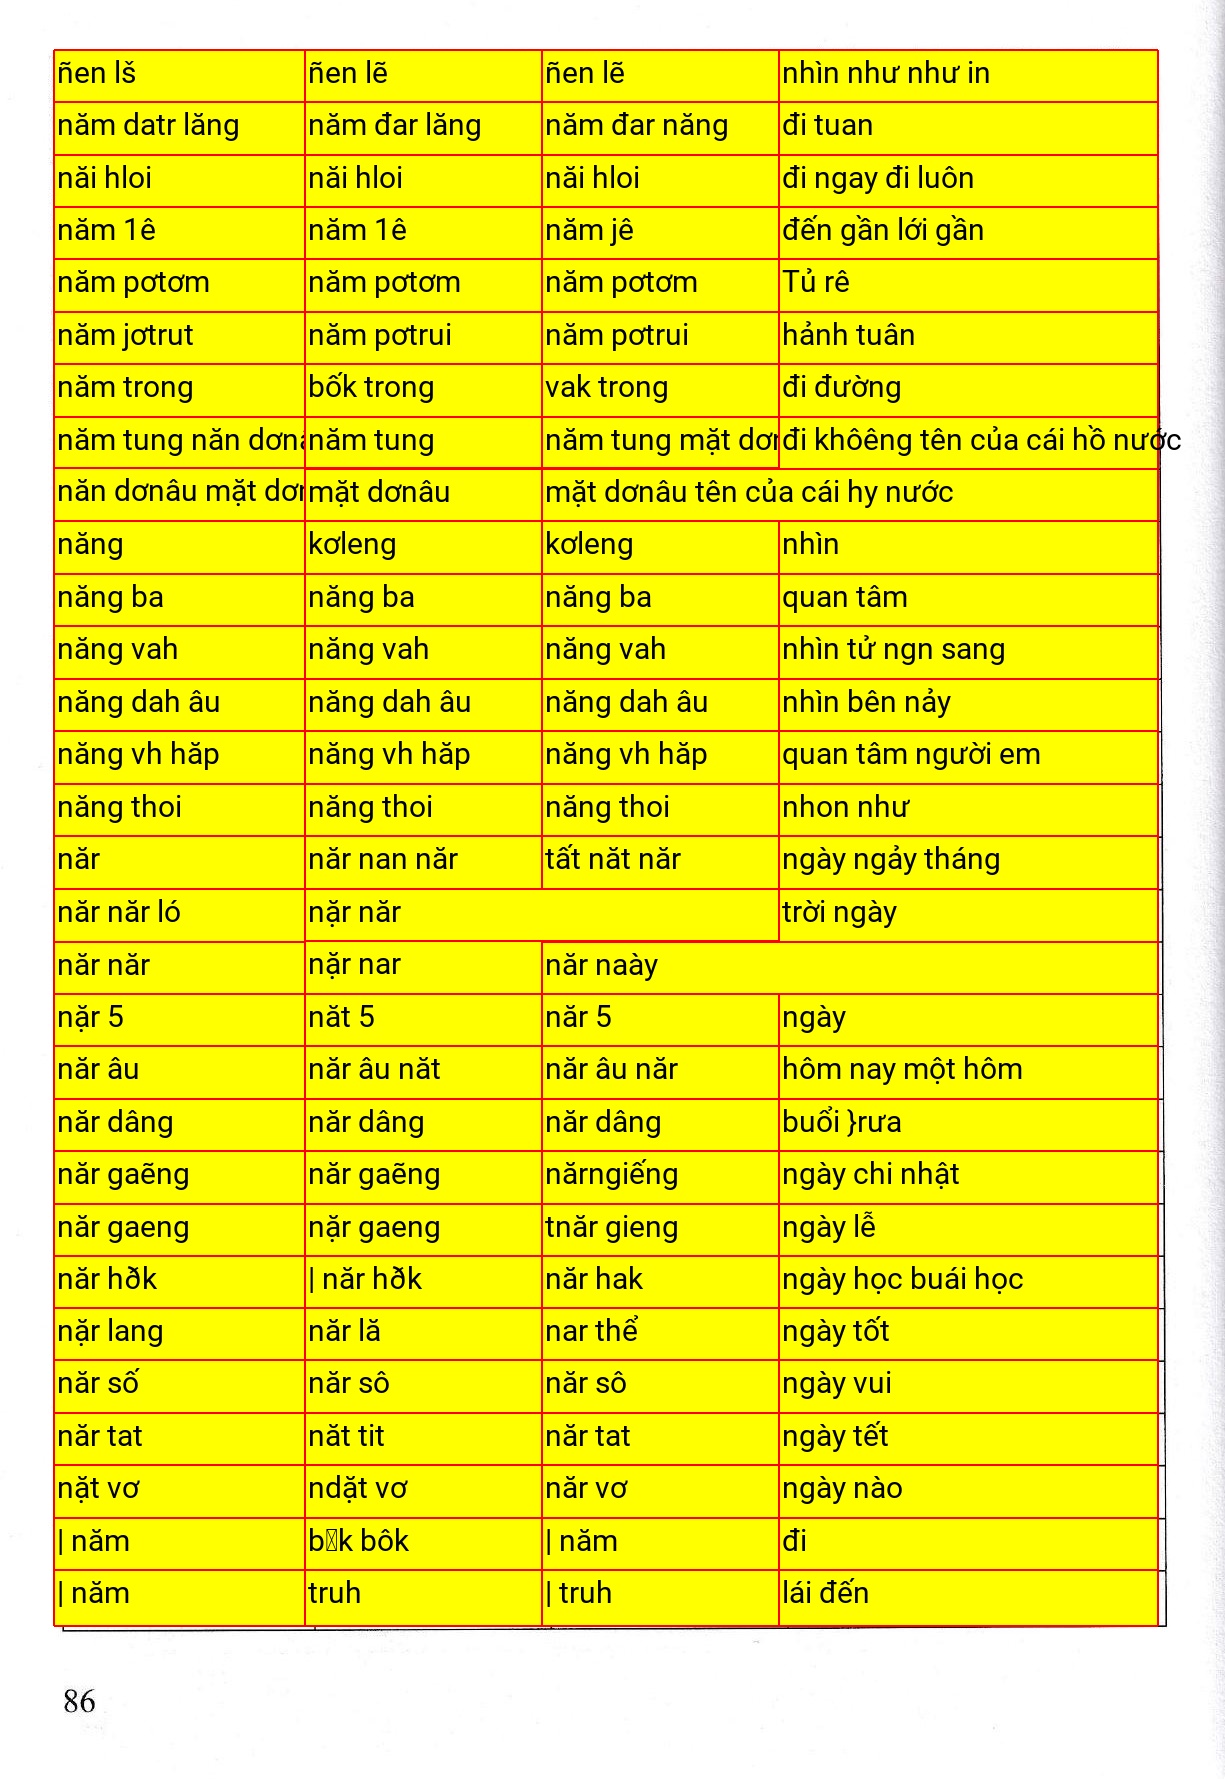 ñen lš ñen lẽ ñen lẽ nhìn như như in
năm datr lăng năm đar lăng năm đar năng đi tuan
năi hloi năi hloi năi hloi đi ngay đi luôn
năm 1ê năm 1ê năm jê đến gần lới gần
năm pơtơm năm pơtơm năm pơtơm Tủ rê
năm jơtrut năm pơtrui năm pơtrui hảnh tuân
năm trong bốk trong vak trong đi đường
năm tung năn năm tung năm tung mặt đi khôêng tên của cái hồ nước
năn dơnâu mặt mặt dơnâu mặt dơnâu tên của cái hy nước
năng kơleng kơleng nhìn
năng ba năng ba năng ba quan tâm
năng vah năng vah năng vah nhìn tử ngn sang
năng dah âu năng dah âu năng dah âu nhìn bên nảy
năng vh hăp năng vh hăp năng vh hăp quan tâm người em
năng thoi năng thoi năng thoi nhon như
năr năr nan năr tất năt năr ngày ngảy tháng
năr năr ló nặr năr trời ngày
năr năr nặr nar năr naày
nặr 5 năt 5 năr 5 ngày
năr âu năr âu năt năr âu năr hôm nay một hôm
năr dâng năr dâng năr dâng buổi }rưa
năr gaẽng năr gaẽng nărngiếng ngày chi nhật
năr gaeng nặr gaeng tnăr gieng ngày lễ
năr hðk | năr hðk năr hak ngày học buái học
nặr lang năr lă nar thể ngày tốt
năr số năr sô năr sô ngày vui
năr tat năt tit năr tat ngày tết
nặt vơ ndặt vơ năr vơ ngày nào
| năm bôk | năm đi
| năm truh | truh lái đến
86